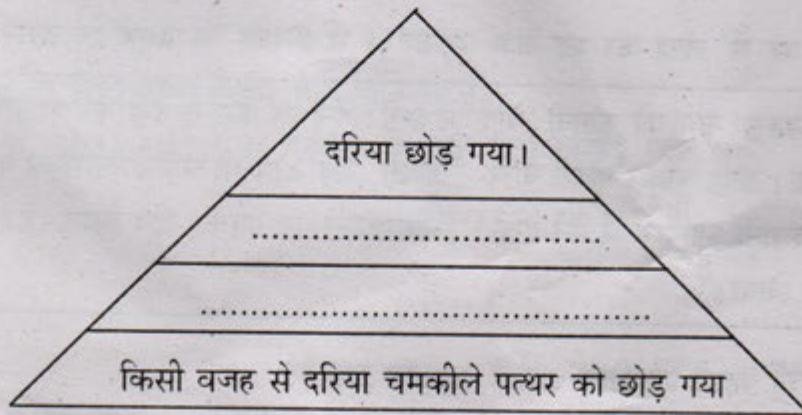 दरिया छोड़ गया।
.......................................
..................................................
किसी वजह से दरिया चमकीले पत्थर को छोड़ गया